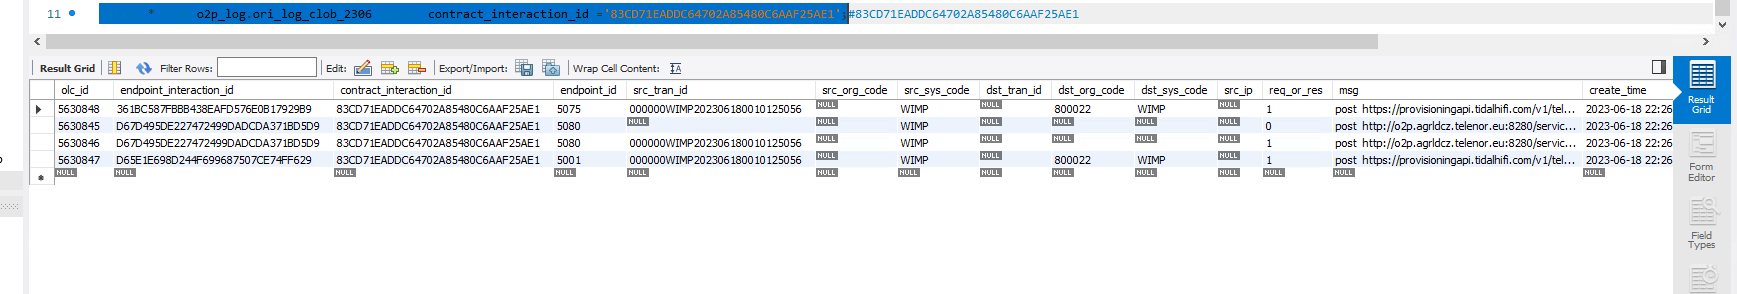 11 * o2p_log.ori_log_clob_2306 contract_interaction_id ='83CD71EADDC64702A85480C6AAF25AE1';#83CD71EADDC64702A85480C6AAF25AE1
Result Grid Filter Rows: Edit: Export/Import: Wrap Cell Content: IA
olc_id endpoint_interaction_id contract_interaction_id endpoint_id src_tran_id src_org_code src_sys_code dst_tran_id dst_org_code dst_sys_code src_ip req_or_res msg create_time
5630848 361BC587FBBB438EAFD576E0B17929B9 83CD71EADDC64702A85480C6AAF25AE1 5075 000000WIMP202306180010125056 NULL WIMP NULL 800022 WIMP NULL 1 post https://provisioningapi.tidalhifi.com/v1/tel... 2023-06-18 22:26
5630845 D67D495DE227472499DADCDA371BD5D9 83CD71EADDC64702A85480C6AAF25AE1 5080 NULL NULL WIMP NULL NULL NULL NULL 0 http://o2p.agrldcz.telenor.eu:8280/servic... 2023-06-18 22:26
5630846 D67D495DE227472499DADCDA371BD5D9 83CD71EADDC64702A85480C6AAF25AE1 5080 000000WIMP202306180010125056 NULL WIMP NULL NULL NULL NULL 1 post http://o2p.agrldcz.telenor.eu:8280/servic... 2023-06-18 22:26
5630847 D65E1E698D244F699687507CE74FF629 83CD71EADDC64702A85480C6AAF25AE1 5001 000000WIMP202306180010125056 NULL WIMP NULL 800022 WIMP NULL 1 post https://provisioningapi.tidalhifi.com/v1/tel... 2023-06-18 22:26
NULL NULL NULL NULL NULL NULL NULL NULL NULL NULL NULL NULL NULL NULL
Result
Grid
Form
Editor
Field
Types